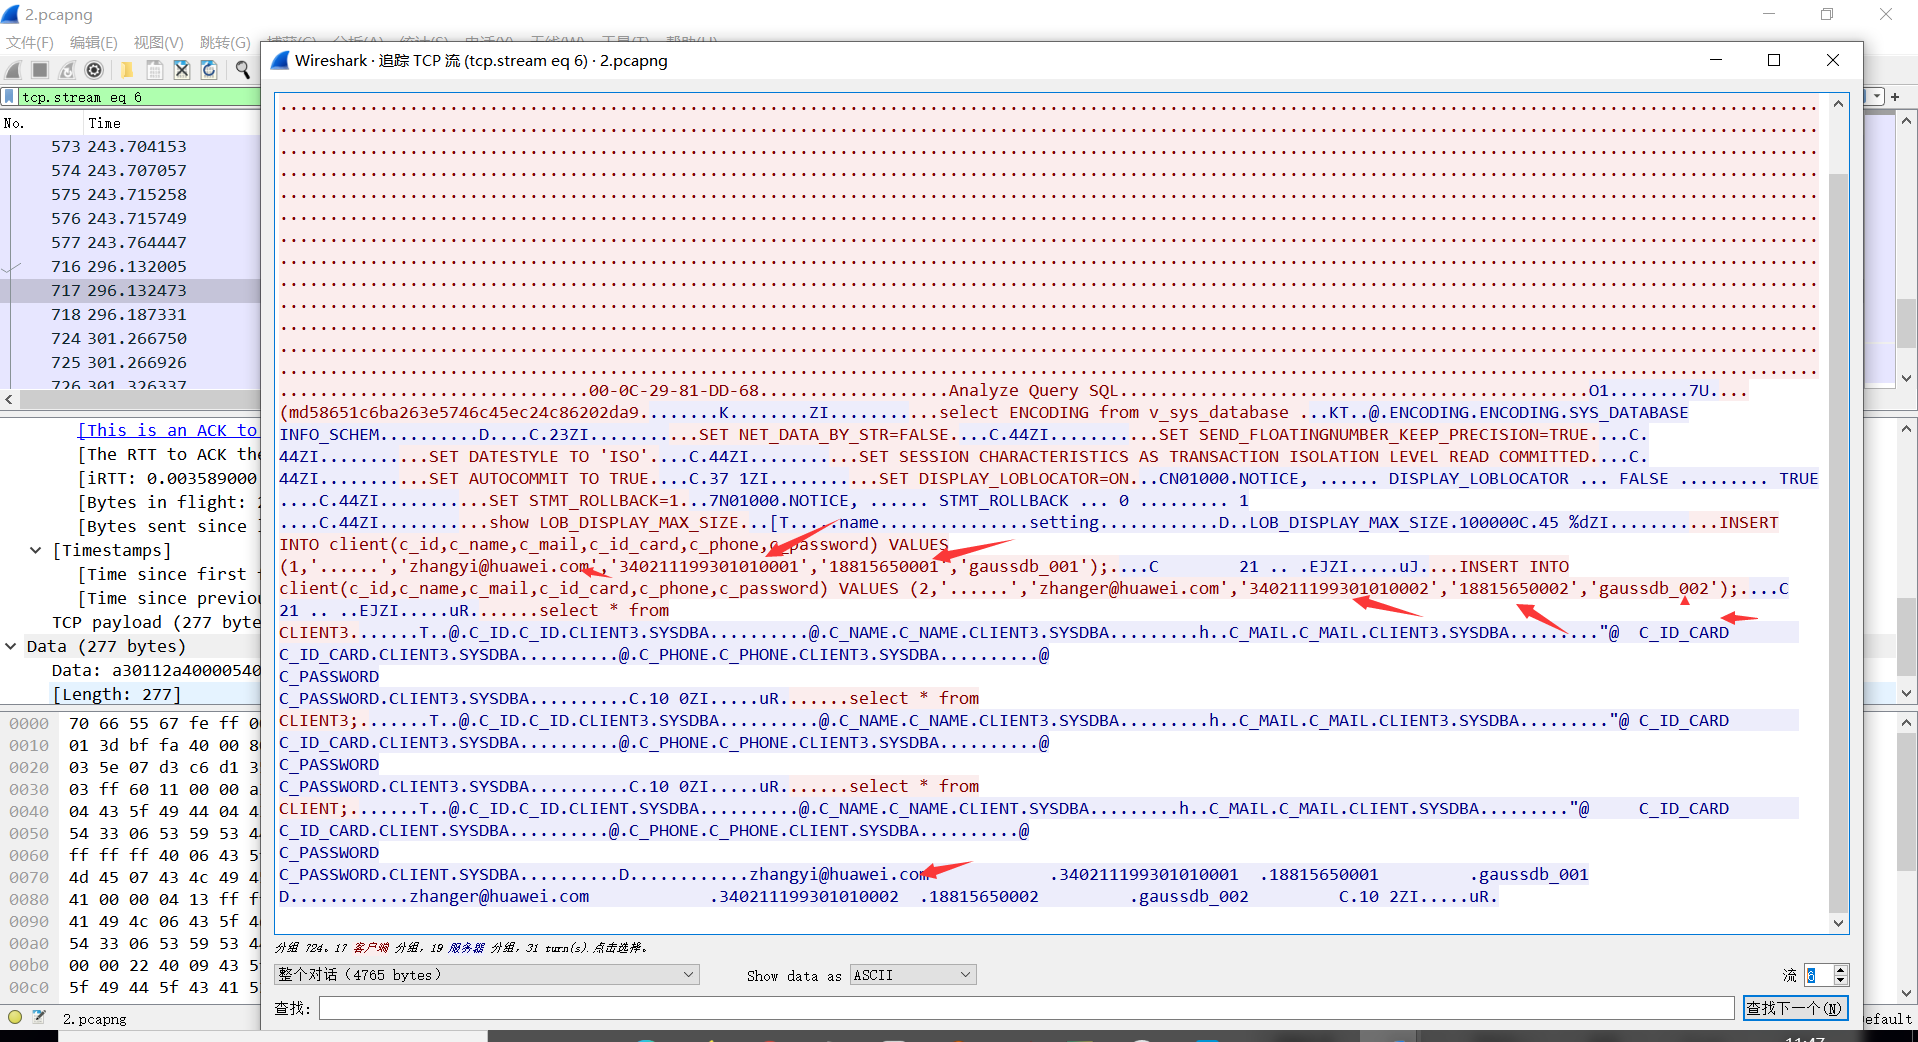 2.pcapng
文件(F) 编辑(E) 视图(V) 跳转(G)
Wireshark · 追踪 TCP 流 (tcp.stream eq 6) · 2.pcapng
tcp.stream eq 6
No. Time
573 243.704153
574 243.707057
575 243.715258
576 243.715749
577 243.764447
716 296.132005
717 296.132473
718 296.187331
724 301.266750
725 301.266926
726 301.326337
[This is an ACK to
[The RTT to ACK the
[iRTT: 0.003589000
[Bytes in flight: 2
[Bytes sent since
[Timestamps]
[Time since first
[Time since previou
TCP payload (277 byte
Data (277 bytes)
Data: a30112a40000540
[Length: 277]
0000 70 66 55 67 fe ff 0
0010 01 3d bf fa 40 00 8
0020 03 5e 07 d3 c6 d1 3
0030 03 ff 60 11 00 00 a
0040 04 43 5f 49 44 04 4
0050 54 33 06 53 59 53 4
0060 ff ff ff 40 06 43 5
0070 4d 45 07 43 4c 49 4
0080 41 00 00 04 13 ff f
0090 41 49 4c 06 43 5f 4
00a0 54 33 06 53 59 53 4
00b0 00 00 22 40 09 43 5
00c0 5f 49 44 5f 43 41 5
2.pcapng
...............................00-0C-29-81-DD-68...................Analyze Query SQL...............................................O1........7U....
(md58651c6ba263e5746c45ec24c86202da9........K........ZI...........select ENCODING from v_sys_database ...KT..@.ENCODING.ENCODING.SYS_DATABASE
INFO_SCHEM..........D....C.23ZI...........SET NET_DATA_BY_STR=FALSE....C.44ZI...........SET SEND_FLOATINGNUMBER_KEEP_PRECISION=TRUE....C.
44ZI...........SET DATESTYLE TO 'ISO'....C.44ZI...........SET SESSION CHARACTERISTICS AS TRANSACTION ISOLATION LEVEL READ COMMITTED....C.
44ZI...........SET AUTOCOMMIT TO TRUE....C.37 1ZI...........SET DISPLAY_LOBLOCATOR=ON...CN01000.NOTICE, ...... DISPLAY_LOBLOCATOR ... FALSE ......... TRUE
....C.44ZI...........SET STMT_ROLLBACK=1...7N01000.NOTICE, ...... STMT_ROLLBACK ... 0 ......... 1
....C.44ZI...........show LOB_DISPLAY_MAX_SIZE...[T.....name...............setting............D..LOB_DISPLAY_MAX_SIZE.100000C.45 %dZI...........INSERT
INTO client(c_id,c_name,c_mail,c_id_card,c_phone,c_password) VALUES
(1,'......','zhangyi@huawei.com','340211199301010001','18815650001','gaussdb_001');....C 21 .. .EJZI.....uJ....INSERT INTO
client(c_id,c_name,c_mail,c_id_card,c_phone,c_password) VALUES (2,'......','zhanger@huawei.com','340211199301010002','18815650002','gaussdb_002');....C
21 .. ..EJZI.....uR.......select * from
CLIENT3.......T..@.C_ID.C_ID.CLIENT3.SYSDBA..........@.C_NAME.C_NAME.CLIENT3.SYSDBA.........h..C_MAIL.C_MAIL.CLIENT3.SYSDBA........."@ C_ID_CARD
C_ID_CARD.CLIENT3.SYSDBA..........@.C_PHONE.C_PHONE.CLIENT3.SYSDBA..........@
C_PASSWORD
C_PASSWORD.CLIENT3.SYSDBA..........C.10 0ZI.....uR.......select * from
CLIENT3;.......T..@.C_ID.C_ID.CLIENT3.SYSDBA..........@.C_NAME.C_NAME.CLIENT3.SYSDBA.........h..C_MAIL.C_MAIL.CLIENT3.SYSDBA........."@ C_ID_CARD
C_ID_CARD.CLIENT3.SYSDBA..........@.C_PHONE.C_PHONE.CLIENT3.SYSDBA..........@
C_PASSWORD
C_PASSWORD.CLIENT3.SYSDBA..........C.10 0ZI.....uR.......select * from
CLIENT;.......T..@.C_ID.C_ID.CLIENT.SYSDBA..........@.C_NAME.C_NAME.CLIENT.SYSDBA.........h..C_MAIL.C_MAIL.CLIENT.SYSDBA........."@ C_ID_CARD
C_ID_CARD.CLIENT.SYSDBA..........@.C_PHONE.C_PHONE.CLIENT.SYSDBA..........@
C_PASSWORD
C_PASSWORD.CLIENT.SYSDBA..........D............zhangyi@huawei.com .340211199301010001 .18815650001 .gaussdb_001
D............zhanger@huawei.com .340211199301010002 .18815650002 .gaussdb_002 C.10 2ZI.....uR.
分组 724。17 客户端 分组，19 服务器 分组，31 turn(s).点击选择。
整个对话 (4765 bytes) Show data as ASCII 流 6
查找: 查找下一个(N)
efault